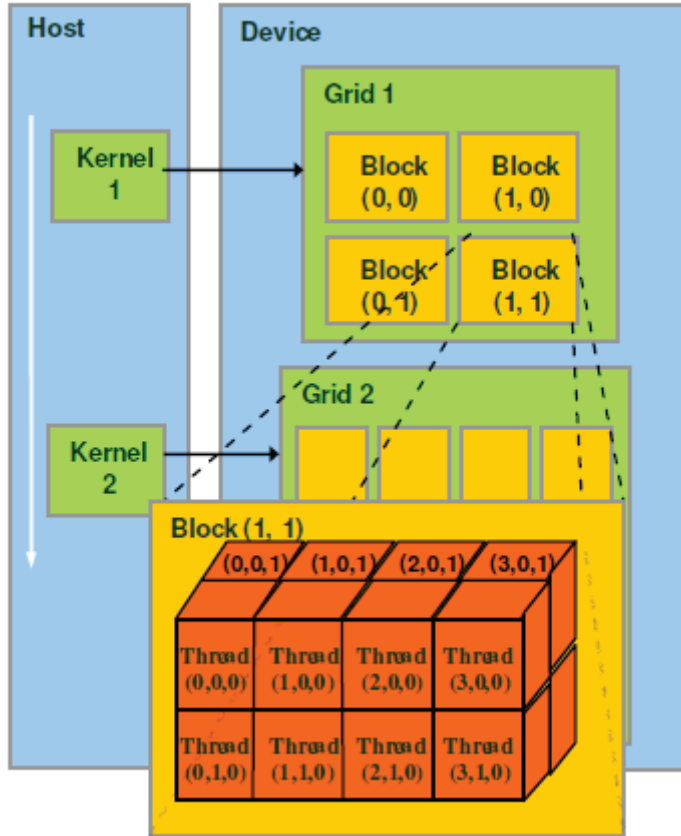 Host
Device
Grid 1
Kernel
1
Block
(0, 0)
Block
(1, 0)
Block
(0, 1)
Block
(1, 1)
Grid 2
Kernel
2
Block (1, 1)
(0,0,1)
(1,0,1)
(2,0,1)
(3,0,1)
Thread
(0,0,0)
Thread
(1,0,0)
Thread
(2,0,0)
Thread
(3,0,0)
Thread
(0,1,0)
Thread
(1,1,0)
Thread
(2,1,0)
Thread
(3,1,0)